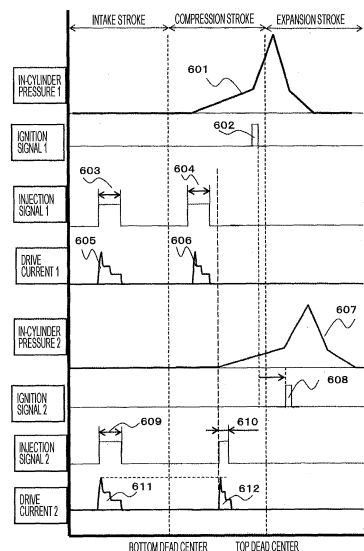 INTAKE STROKE COMPRESSION STROKE EXPANSION STROKE
601
IN-CYLINDER
PRESSURE 1
IGNITION
SIGNAL 1
602
603
604
INJECTION
SIGNAL 1
605
606
DRIVE
CURRENT 1
607
IN-CYLINDER
PRESSURE 2
IGNITION
SIGNAL 2
608
609
610
INJECTION
SIGNAL 2
611
612
DRIVE
CURRENT 2
BOTTOM DEAD CENTER TOP DEAD CENTER